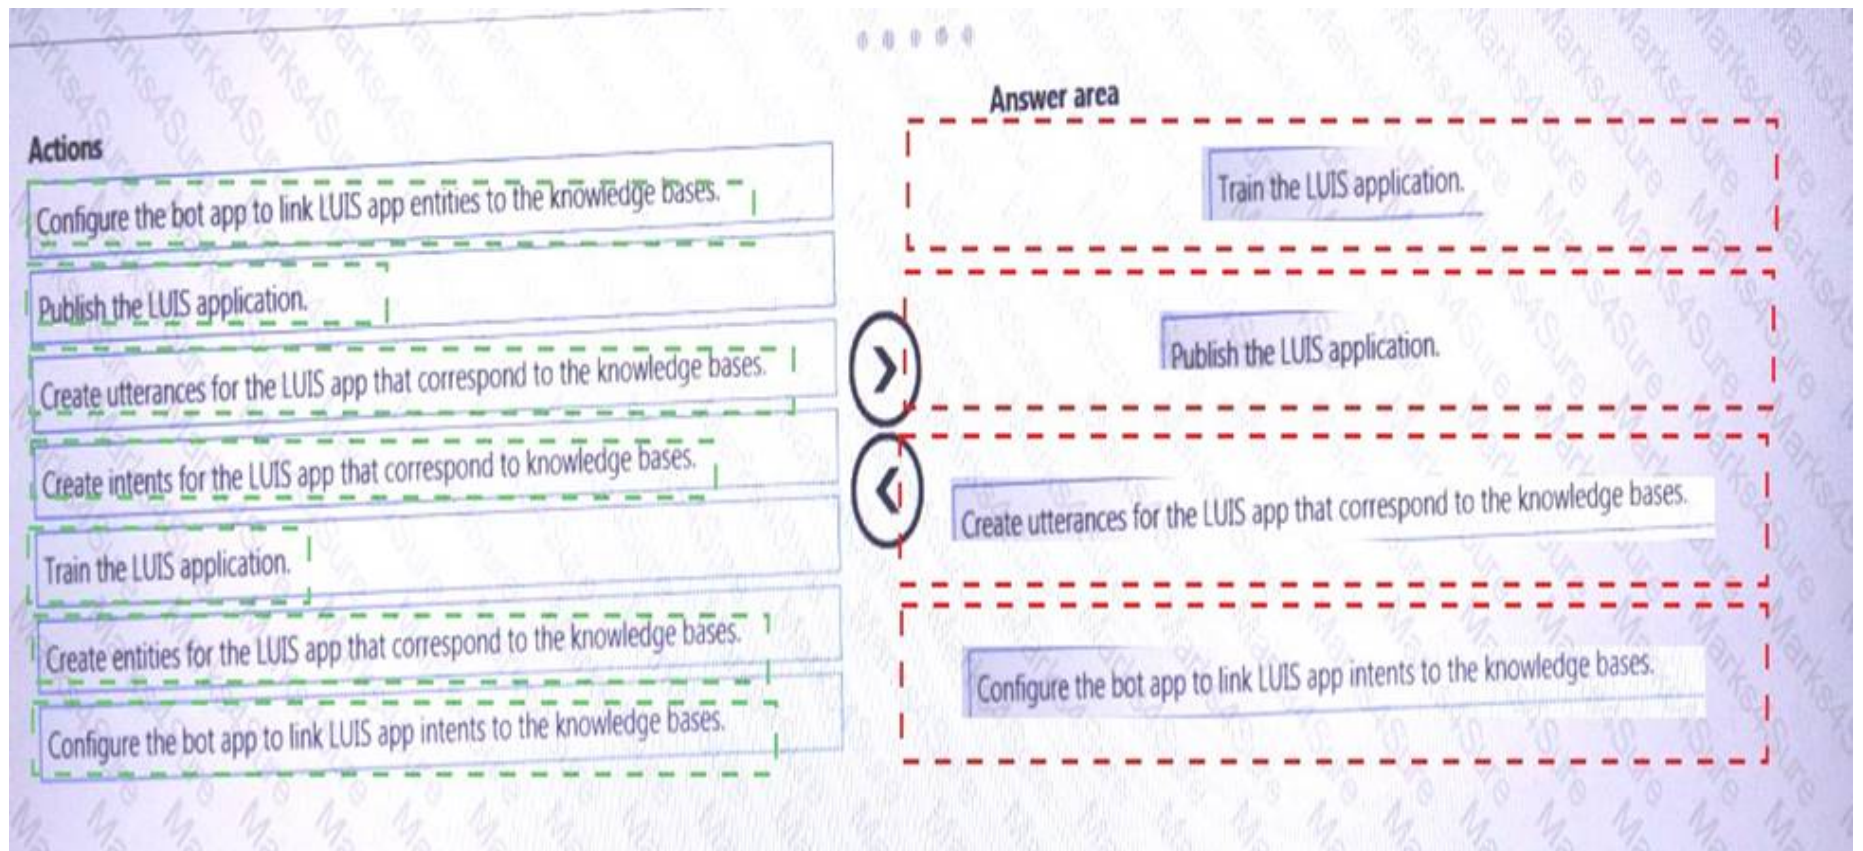 Answer area
Actions
Configure the bot app to link LUIS app entities to the knowledge bases.
Publish the LUIS application.
Create utterances for the LUIS app that correspond to the knowledge bases.
Create intents for the LUIS app that correspond to knowledge bases.
Train the LUIS application.
Create entities for the LUIS app that correspond to the knowledge bases.
Configure the bot app to link LUIS app intents to the knowledge bases.
Train the LUIS application.
Publish the LUIS application.
Create utterances for the LUIS app that correspond to the knowledge bases.
Configure the bot app to link LUIS app intents to the knowledge bases.
Marks4Sure